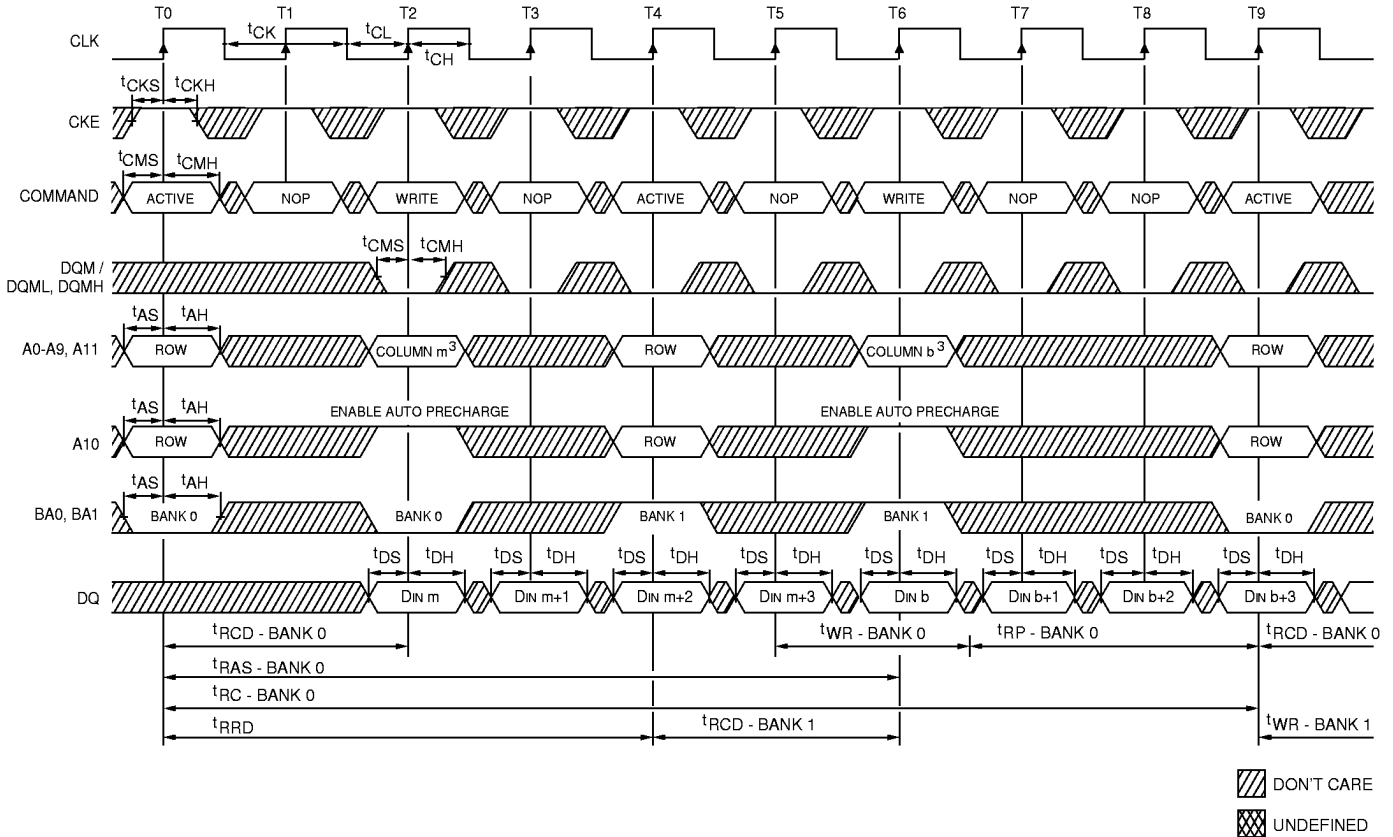 T0 T1 T2 T3 T4 T5 T6 T7 T8 T9
CLK tCK tCL tCH
tCKS tCKH
CKE
tCMS tCMH
COMMAND ACTIVE NOP WRITE NOP ACTIVE NOP WRITE NOP NOP ACTIVE
tCMS tCMH
DQM /
DQML, DQMH
tAS tAH
A0-A9, A11 ROW COLUMN m3 ROW COLUMN b3 ROW
tAS tAH ENABLE AUTO PRECHARGE ENABLE AUTO PRECHARGE
A10 ROW ROW ROW
tAS tAH
BA0, BA1 BANK 0 BANK 0 BANK 1 BANK 1 BANK 0
tDS tDH tDS tDH tDS tDH tDS tDH tDS tDH tDS tDH tDS tDH tDS tDH
DQ DIN m DIN m+1 DIN m+2 DIN m+3 DIN b DIN b+1 DIN b+2 DIN b+3
tRCD - BANK 0 tWR - BANK 0 tRP - BANK 0 tRCD - BANK 0
tRAS - BANK 0
tRC - BANK 0
tRRD tRCD - BANK 1 tWR - BANK 1
DON'T CARE
UNDEFINED